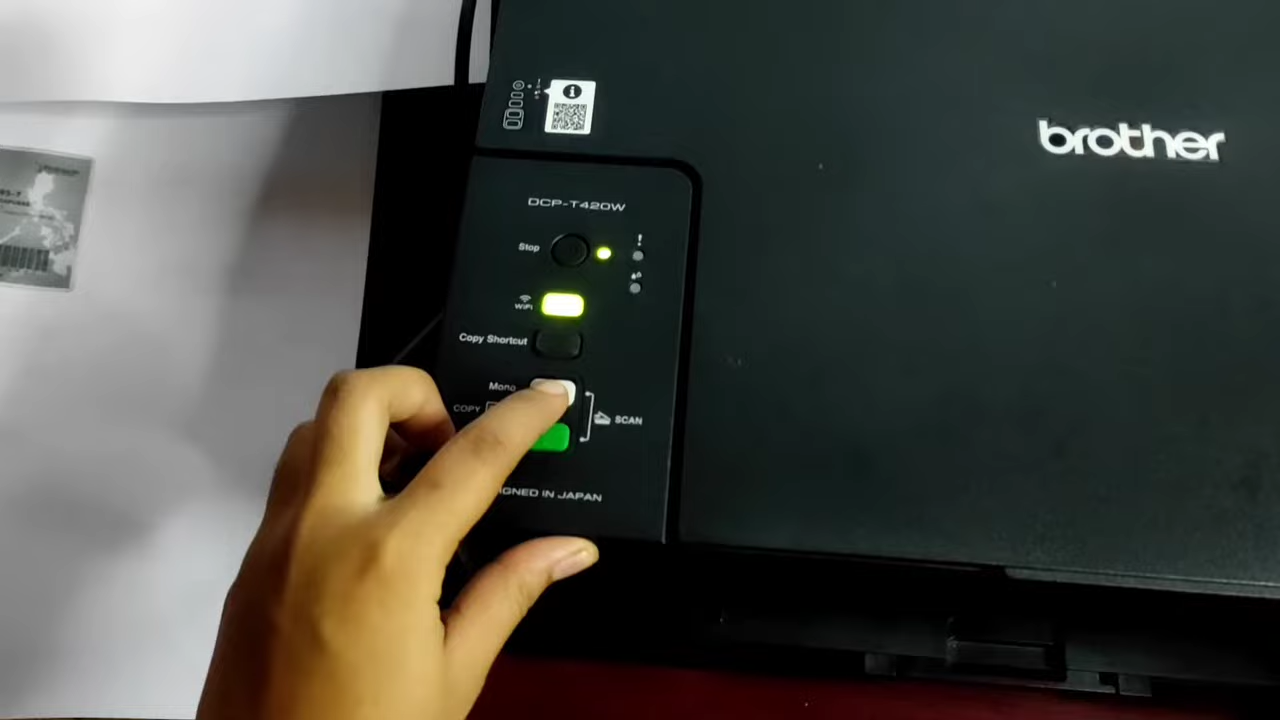 brother
DCP-T420W
Stop
!
WiFi
Copy Shortcut
Mono
COPY
SCAN
IGNED IN JAPAN